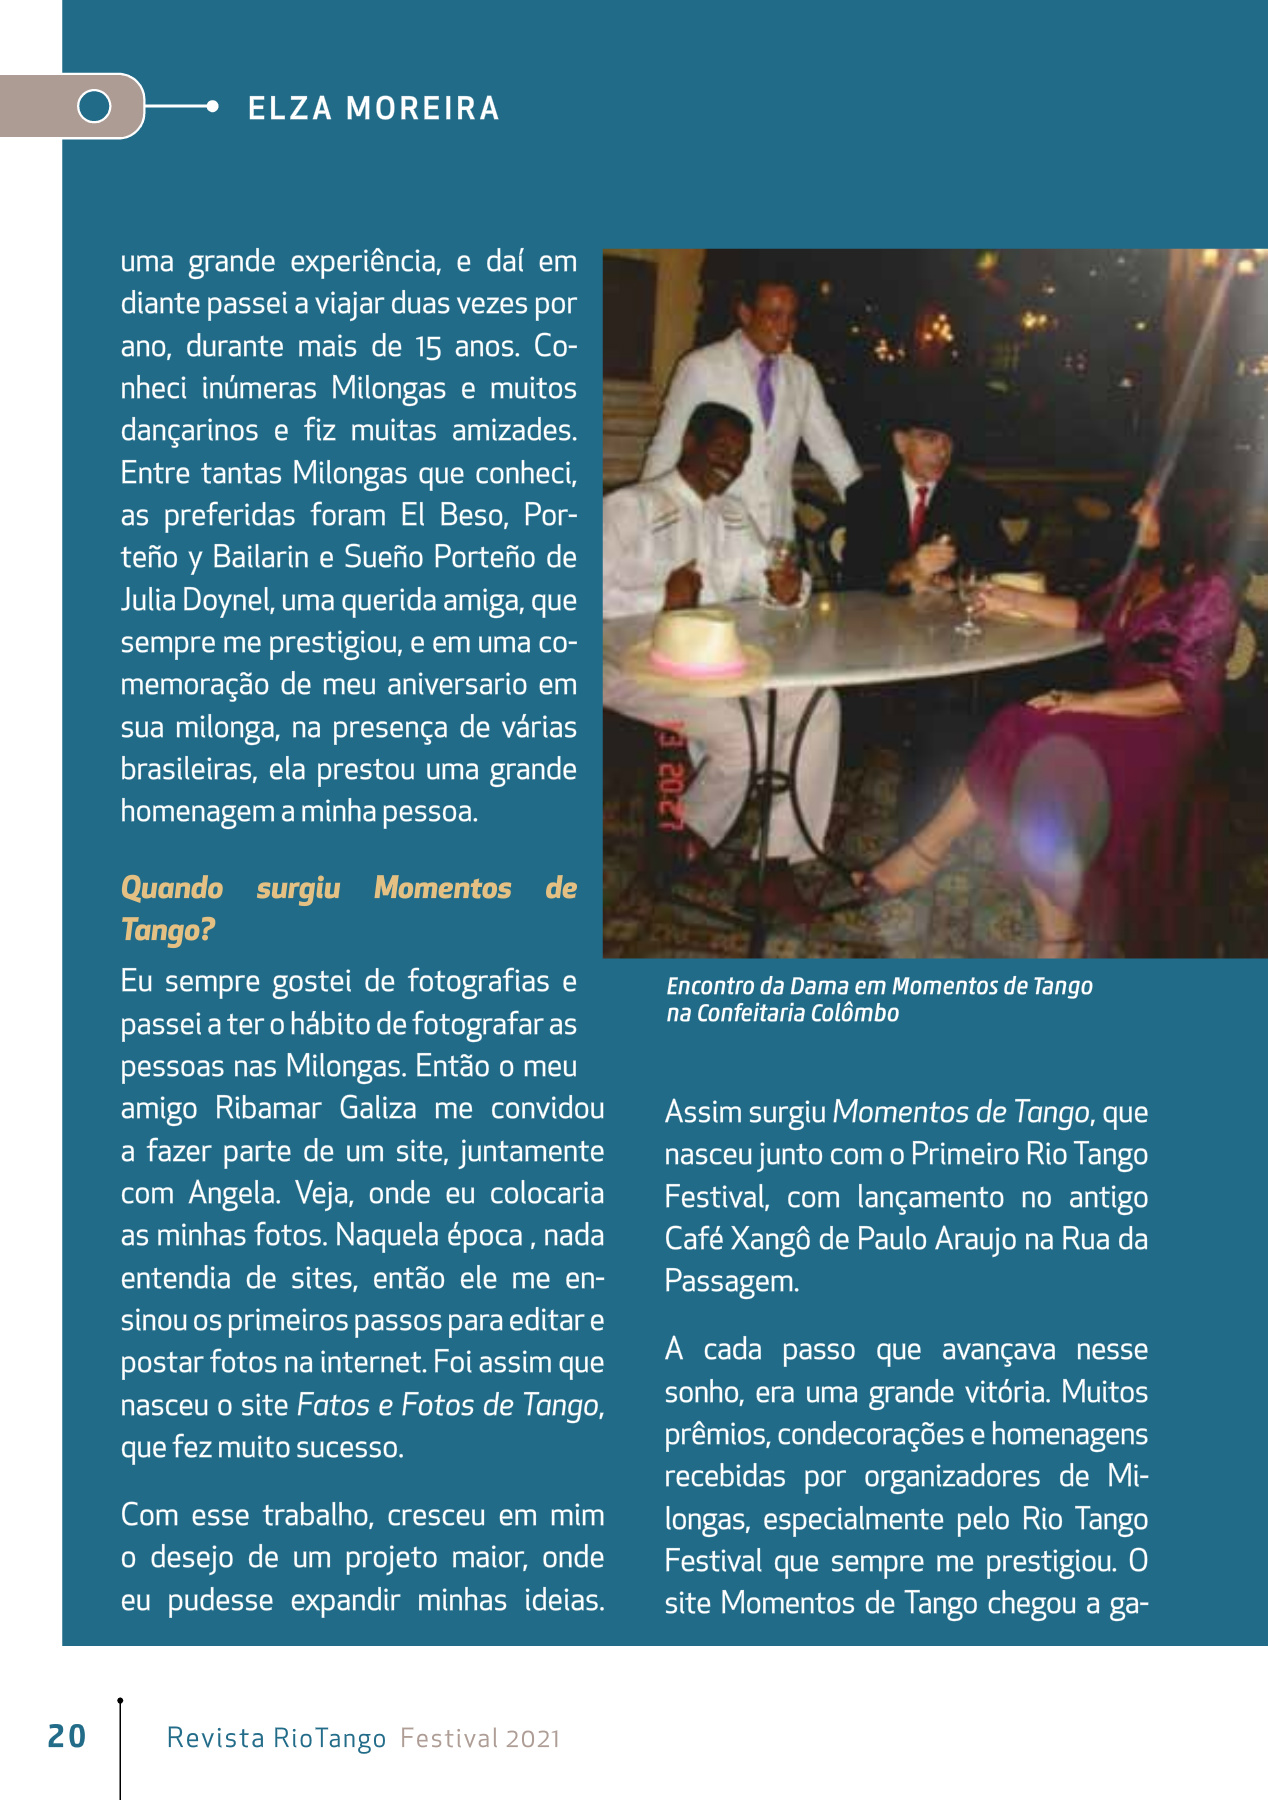 ELZA MOREIRA
uma grande experiência, e daí em
diante passei a viajar duas vezes por
ano, durante mais de 15 anos. Co-
nheci inúmeras Milongas e muitos
dançarinos e fiz muitas amizades.
Entre tantas Milongas que conheci,
as preferidas foram El Beso, Por-
teño y Bailarin e Sueño Porteño de
Julia Doynel, uma querida amiga, que
sempre me prestigiou, e em uma co-
memoração de meu aniversario em
sua milonga, na presença de várias
brasileiras, ela prestou uma grande
homenagem a minha pessoa.
Quando surgiu Momentos de
Tango?
Eu sempre gostei de fotografias e
passei a ter o hábito de fotografar as
pessoas nas Milongas. Então o meu
amigo Ribamar Galiza me convidou
a fazer parte de um site, juntamente
com Angela. Veja, onde eu colocaria
as minhas fotos. Naquela época , nada
entendia de sites, então ele me en-
sinou os primeiros passos para editar e
postar fotos na internet. Foi assim que
nasceu o site Fatos e Fotos de Tango,
que fez muito sucesso.
Com esse trabalho, cresceu em mim
o desejo de um projeto maior, onde
eu pudesse expandir minhas ideias.
Encontro da Dama em Momentos de Tango
na Confeitaria Colômbo
Assim surgiu Momentos de Tango, que
nasceu junto com o Primeiro Rio Tango
Festival, com lançamento no antigo
Café Xangô de Paulo Araujo na Rua da
Passagem.
A cada passo que avançava nesse
sonho, era uma grande vitória. Muitos
prêmios, condecorações e homenagens
recebidas por organizadores de Mi-
longas, especialmente pelo Rio Tango
Festival que sempre me prestigiou. O
site Momentos de Tango chegou a ga-
20 Revista RioTango Festival 2021